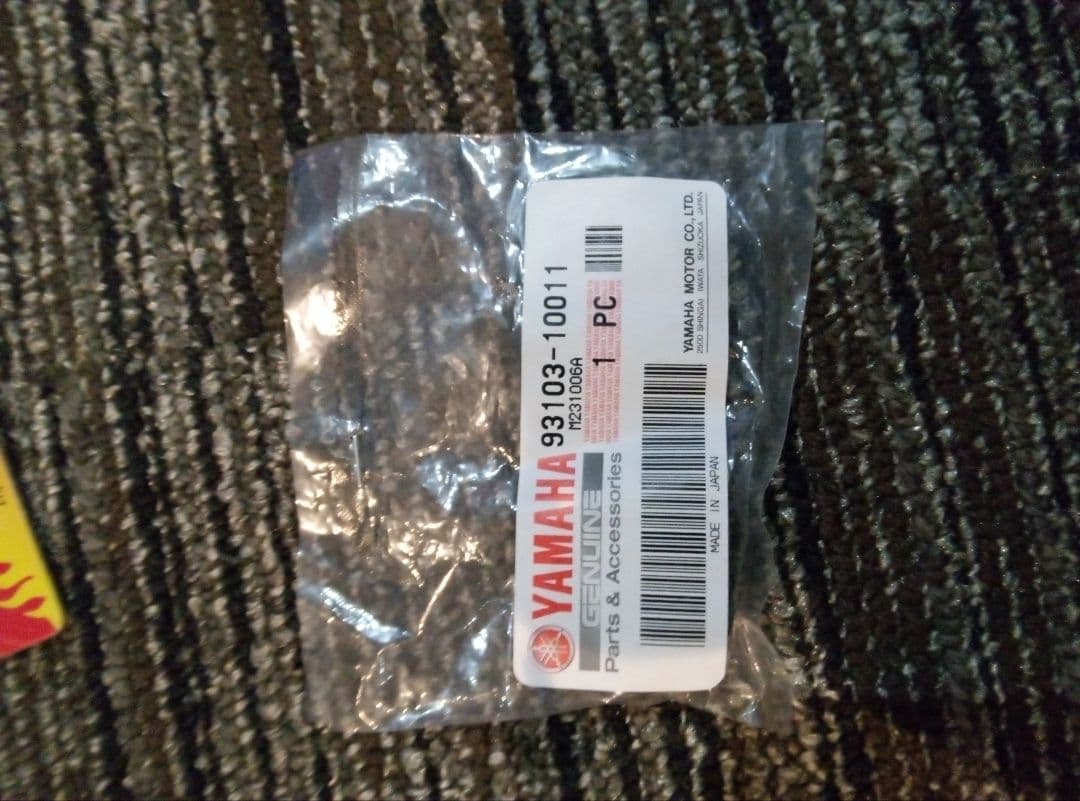 YAMAHA 93103-10011
M231006A
GENUINE
Parts & Accessories
1 PC
MADE IN JAPAN
YAMAHA MOTOR CO., LTD.
2500 SHINGAI IWATA SHIZUOKA JAPAN